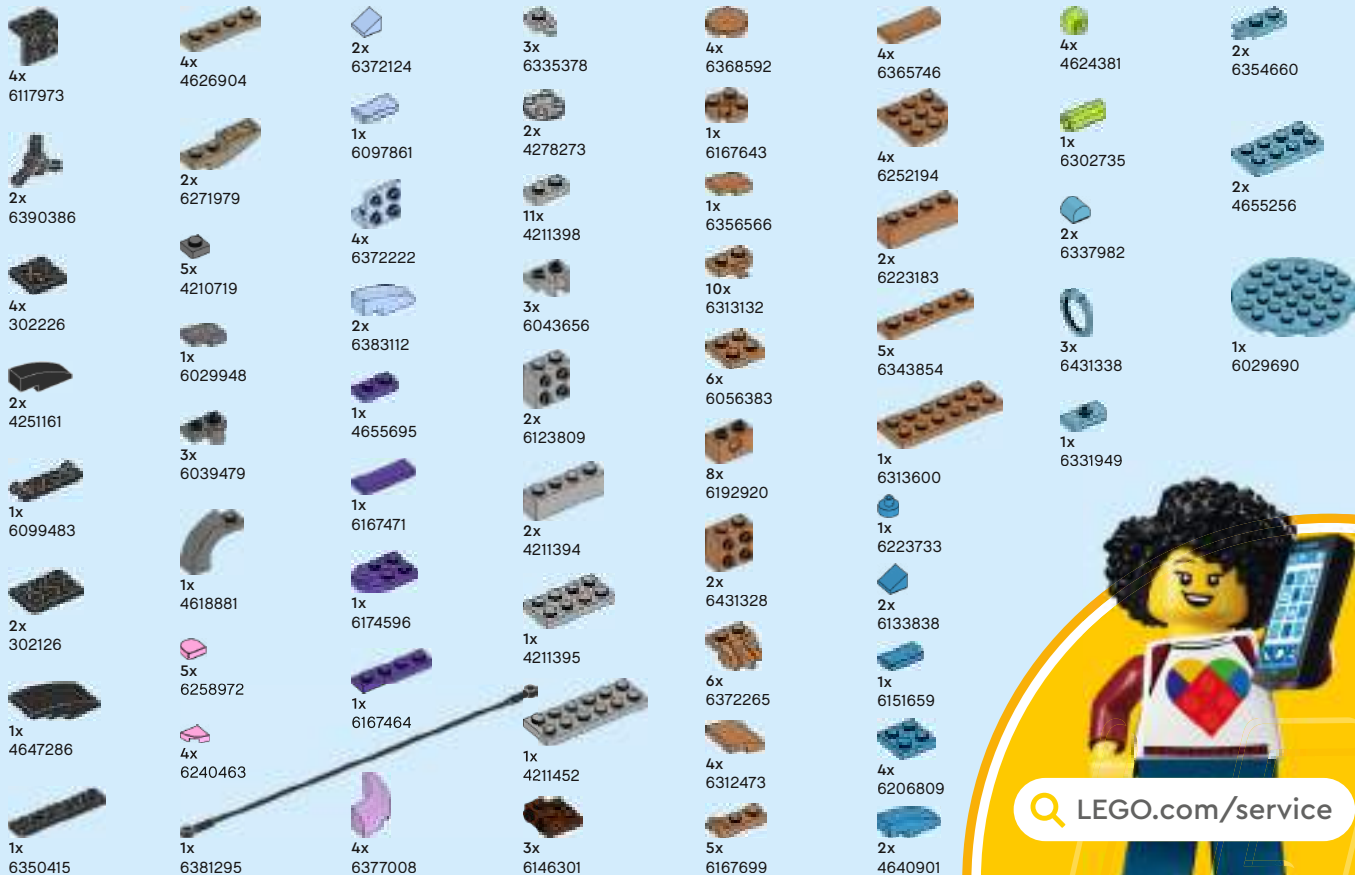 4x
6117973
2x
6390386
4x
302226
2x
4251161
1x
6099483
2x
302126
1x
4647286
1x
6350415
4x
4626904
2x
6271979
5x
4210719
1x
6029948
3x
6039479
1x
4618881
5x
6258972
4x
6240463
1x
6381295
2x
6372124
1x
6097861
4x
6372222
2x
6383112
1x
4655695
1x
6167471
1x
6174596
1x
6167464
4x
6377008
3x
6335378
2x
4278273
11x
4211398
3x
6043656
2x
6123809
2x
4211394
1x
4211395
1x
4211452
3x
6146301
4x
6368592
1x
6167643
1x
6356566
10x
6313132
6x
6056383
8x
6192920
2x
6431328
6x
6372265
4x
6312473
5x
6167699
4x
6365746
4x
6252194
2x
6223183
5x
6343854
1x
6313600
1x
6223733
2x
6133838
1x
6151659
4x
6206809
2x
4640901
4x
4624381
1x
6302735
2x
6337982
3x
6431338
1x
6331949
2x
6354660
2x
4655256
1x
6029690
LEGO.com/service